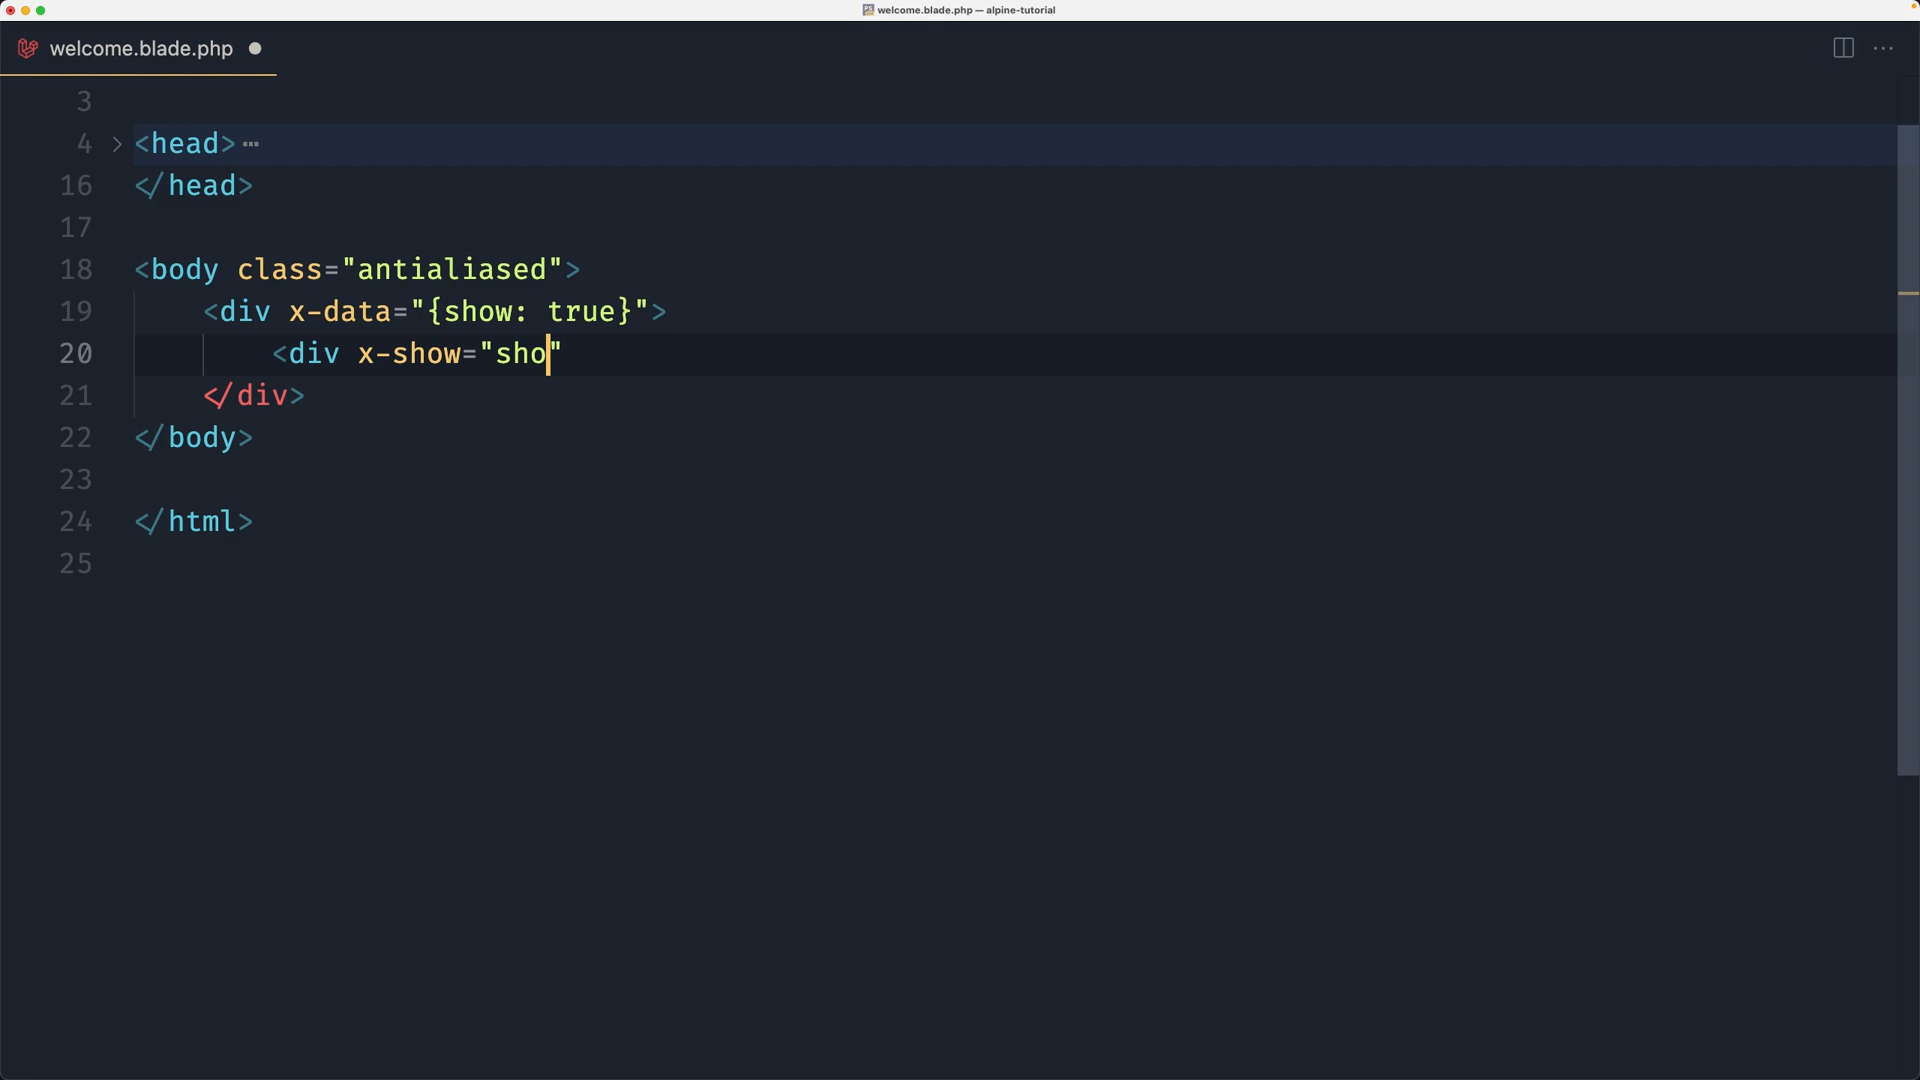 welcome.blade.php — alpine-tutorial
welcome.blade.php
3
4 <head>
16 </head>
17
18 <body class="antialiased">
19 <div x-data="{show: true}">
20 <div x-show="sho"
21 </div>
22 </body>
23
24 </html>
25